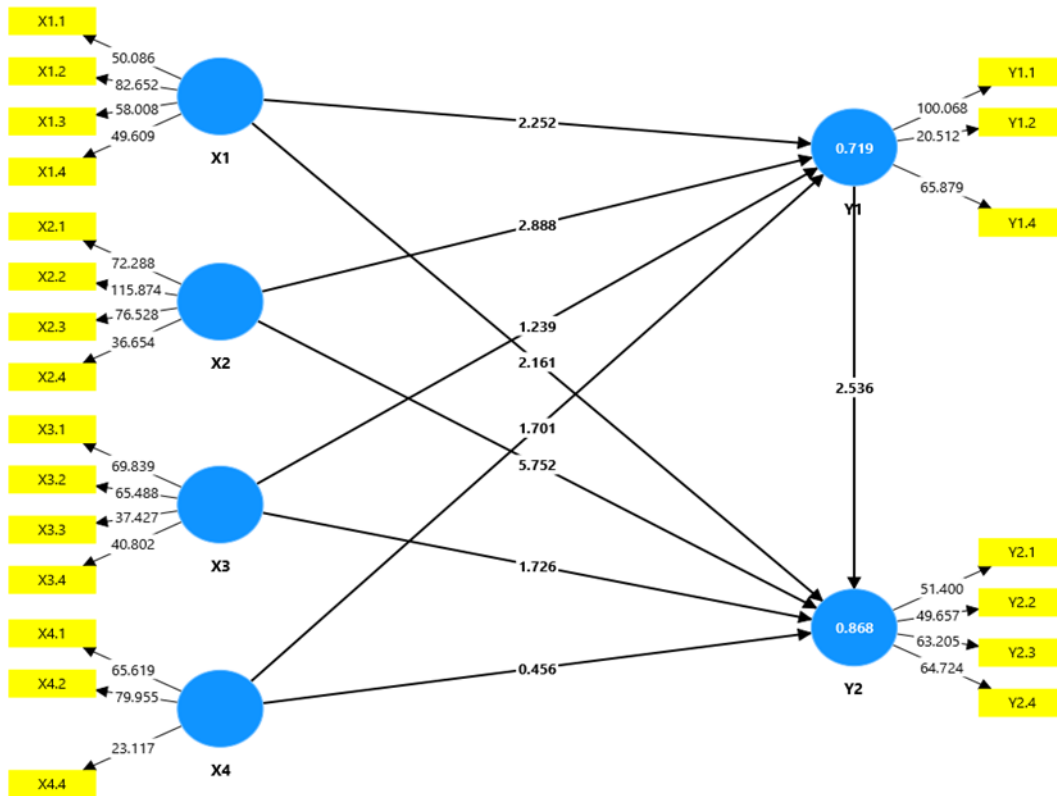 X1.1
50.086
X1.2
82.652
X1.3
58.008
X1.4
49.609
X1
X2.1
72.288
X2.2
115.874
X2.3
76.528
X2.4
36.654
X2
X3.1
69.839
X3.2
65.488
X3.3
37.427
X3.4
40.802
X3
X4.1
65.619
X4.2
79.955
X4.4
23.117
X4
2.252
2.888
1.239
2.161
1.701
5.752
1.726
0.456
2.536
0.719
Y1
Y1.1
100.068
Y1.2
20.512
Y1.4
65.879
0.868
Y2
Y2.1
51.400
Y2.2
49.657
Y2.3
63.205
Y2.4
64.724